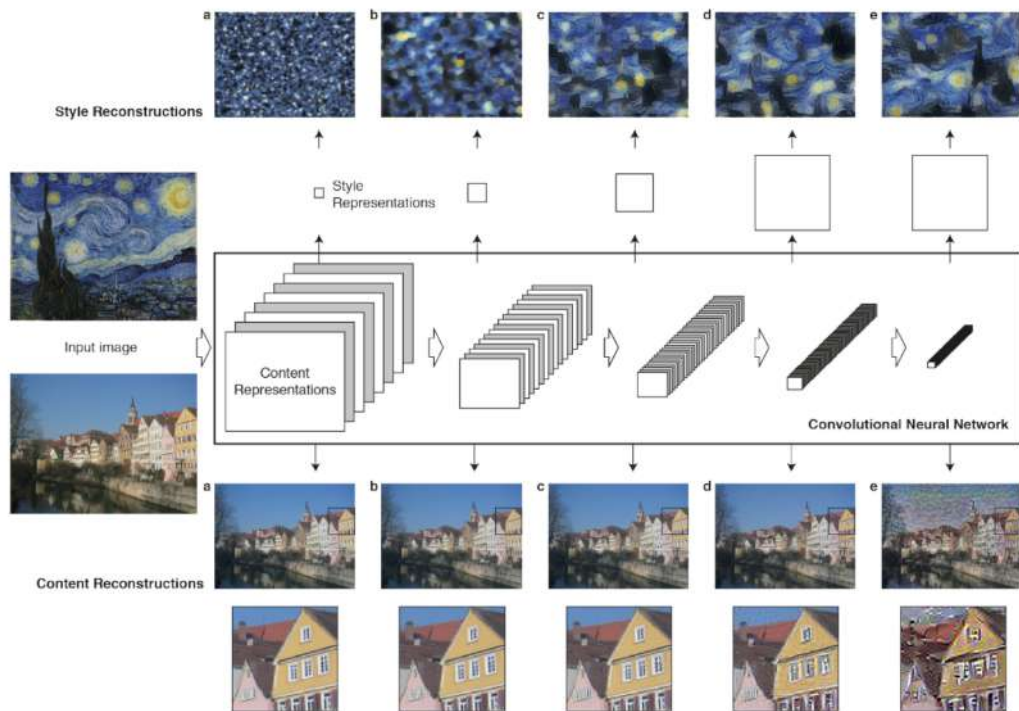 a
b
c
d
e
Style Reconstructions
Style
Representations
Input image
Content
Representations
Convolutional Neural Network
a
b
c
d
e
Content Reconstructions